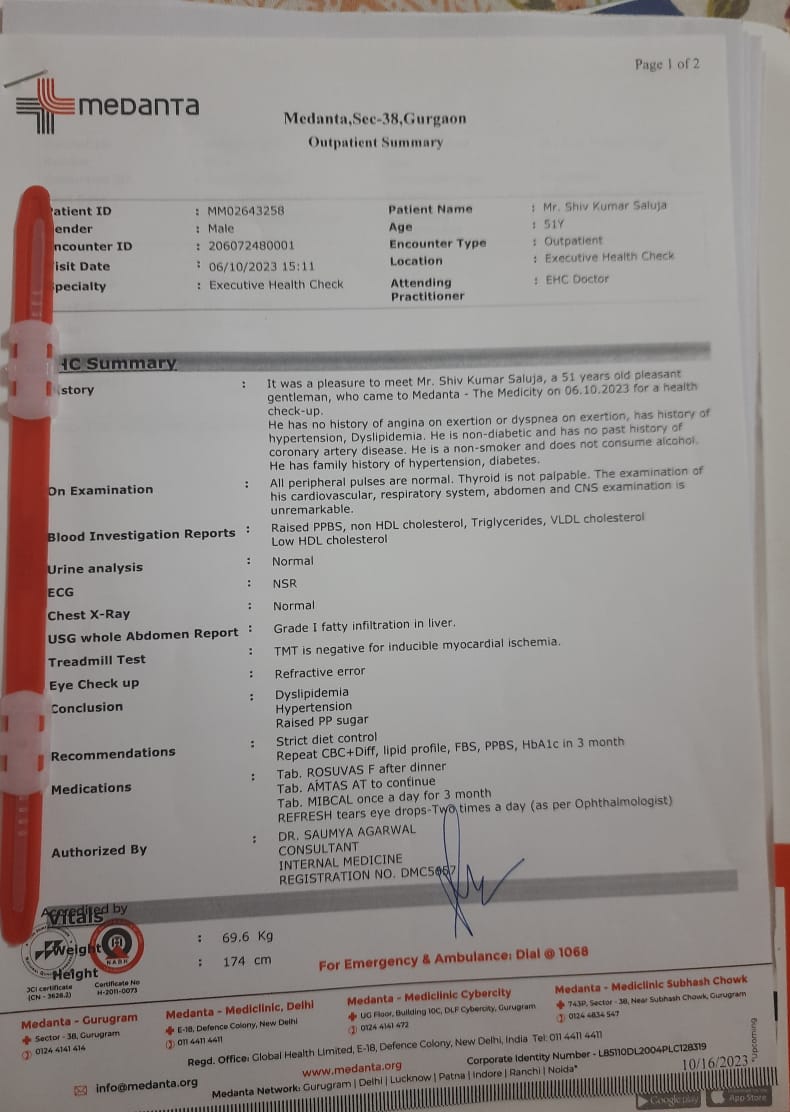 Page 1 of 2
medanta
Medanta,Sec-38,Gurgaon
Outpatient Summary
atient ID : MM02643258 Patient Name : Mr. Shiv Kumar Saluja
ender : Male Age : 51Y
ncounter ID : 206072480001 Encounter Type : Outpatient
isit Date : 06/10/2023 15:11 Location : Executive Health Check
pecialty : Executive Health Check Attending Practitioner : EHC Doctor
HC Summary
story : It was a pleasure to meet Mr. Shiv Kumar Saluja, a 51 years old pleasant
gentleman, who came to Medanta - The Medicity on 06.10.2023 for a health
check-up.
He has no history of angina on exertion or dyspnea on exertion, has history of
hypertension, Dyslipidemia. He is non-diabetic and has no past history of
coronary artery disease. He is a non-smoker and does not consume alcohol.
He has family history of hypertension, diabetes.
On Examination : All peripheral pulses are normal. Thyroid is not palpable. The examination of
his cardiovascular, respiratory system, abdomen and CNS examination is
unremarkable.
Blood Investigation Reports : Raised PPBS, non HDL cholesterol, Triglycerides, VLDL cholesterol
Low HDL cholesterol
Urine analysis : Normal
ECG : NSR
Chest X-Ray : Normal
USG whole Abdomen Report : Grade I fatty infiltration in liver.
Treadmill Test : TMT is negative for inducible myocardial ischemia.
Eye Check up : Refractive error
Conclusion : Dyslipidemia
Hypertension
Raised PP sugar
Recommendations : Strict diet control
Repeat CBC+Diff, lipid profile, FBS, PPBS, HbA1c in 3 month
Medications : Tab. ROSUVAS F after dinner
Tab. AMTAS AT to continue
Tab. MIBCAL once a day for 3 month
REFRESH tears eye drops-Two times a day (as per Ophthalmologist)
Authorized By : DR. SAUMYA AGARWAL
CONSULTANT
INTERNAL MEDICINE
REGISTRATION NO.
Accredited by
Vitals
Weight : 69.6 Kg
Height : 174 cm
JCI certificate
(CN - 3626.2)
NABH
Certificate No
H-2011-0073
For Emergency & Ambulance: Dial @ 1068
Medanta - Gurugram
Sector - 38, Gurugram
0124 4141 414
Medanta - Mediclinic, Delhi
E-18, Defence Colony, New Delhi
011 4411 4411
Medanta - Mediclinic Cybercity
UG Floor, Building 10C, DLF Cybercity, Gurugram
0124 4141 472
Medanta - Mediclinic Subhash Chowk
743P, Sector - 38, Near Subhash Chowk, Gurugram
0124 4834 547
Regd. Office: Global Health Limited, E-18, Defence Colony, New Delhi, India Tel: 011 4411 4411
www.medanta.org
Corporate Identity Number - L85110DL2004PLC128319
info@medanta.org
Medanta Network: Gurugram | Delhi | Lucknow | Patna | Indore | Ranchi | Noida*
10/16/2023
*Upcoming
Google play
App Store